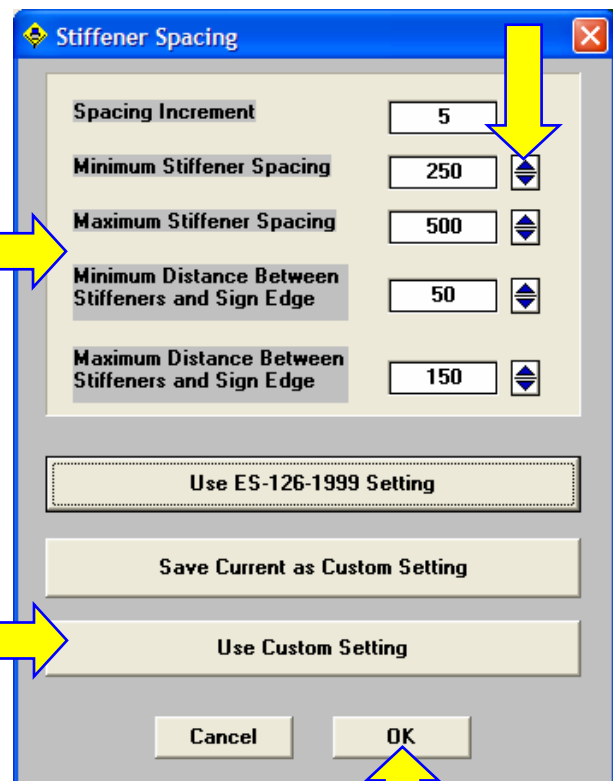 Stiffener Spacing
Spacing Increment 5
Minimum Stiffener Spacing 250
Maximum Stiffener Spacing 500
Minimum Distance Between
Stiffeners and Sign Edge 50
Maximum Distance Between
Stiffeners and Sign Edge 150
Use ES-126-1999 Setting
Save Current as Custom Setting
Use Custom Setting
Cancel OK